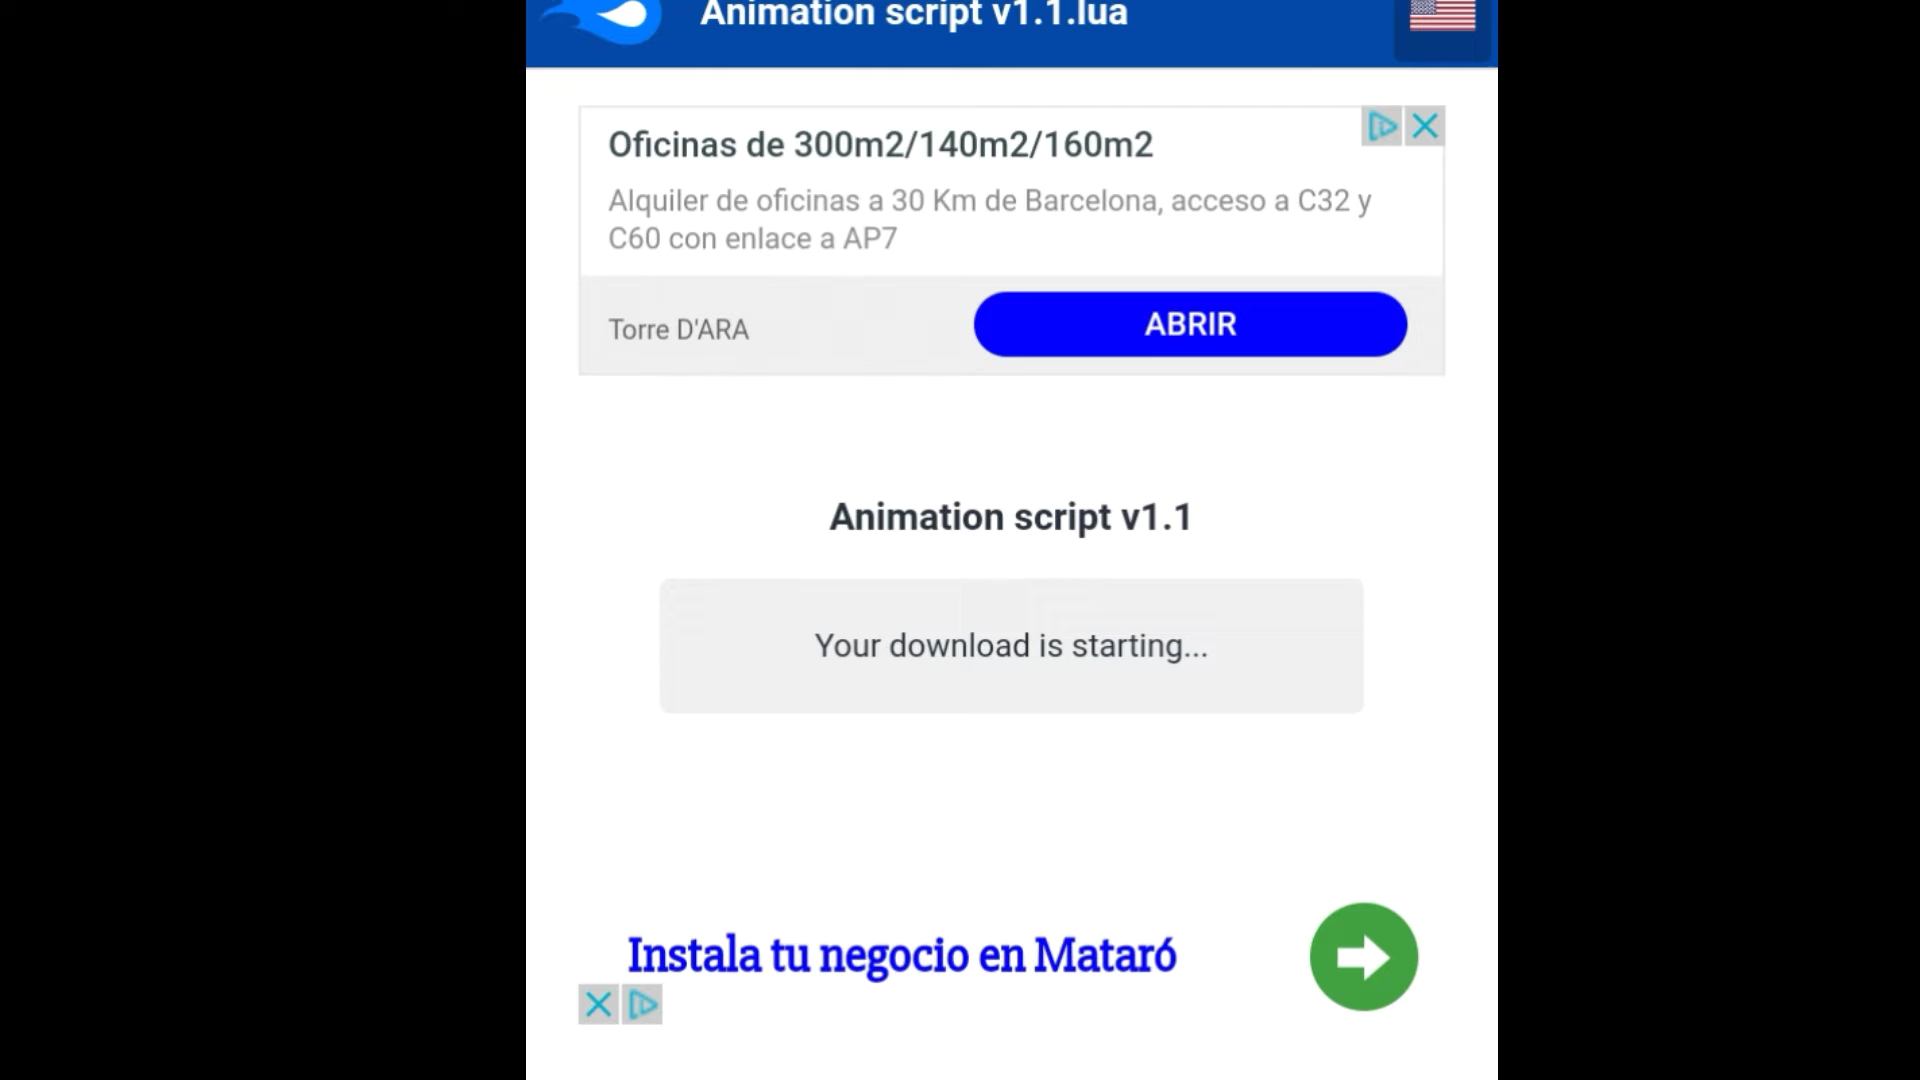 Animation script v1.1.lua
Oficinas de 300m2/140m2/160m2
Alquiler de oficinas a 30 Km de Barcelona, acceso a C32 y
C60 con enlace a AP7
Torre D'ARA
ABRIR
Animation script v1.1
Your download is starting...
Instala tu negocio en Mataró